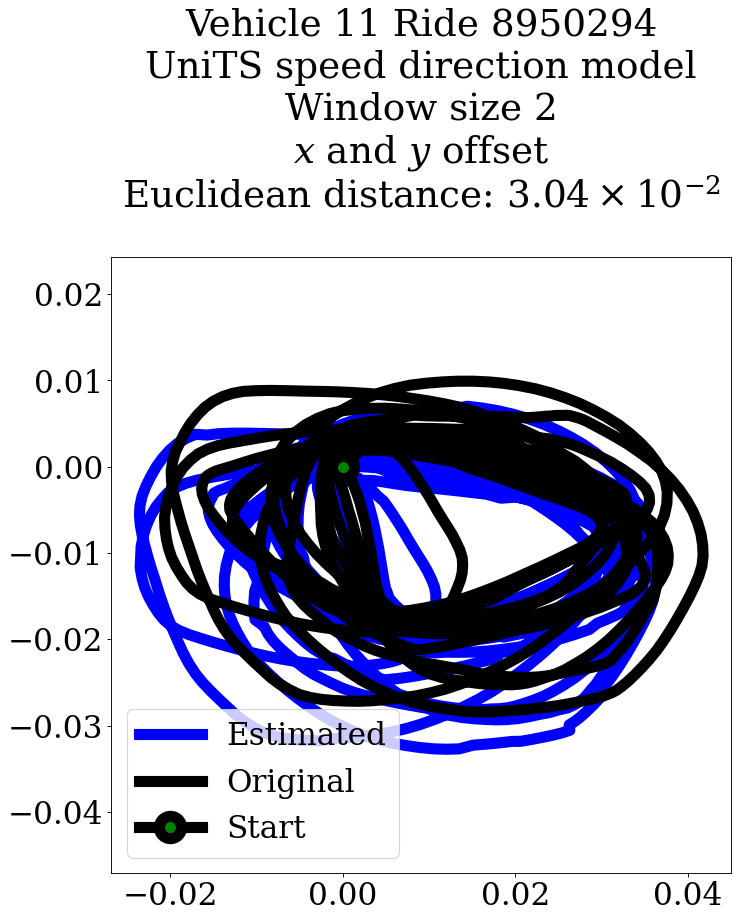 Vehicle 11 Ride 8950294
UniTS speed direction model
Window size 2
x and y offset
Euclidean distance: 3.04 × 10⁻²
0.02
0.01
0.00
−0.01
−0.02
−0.03
−0.04
Estimated
Original
Start
−0.02 0.00 0.02 0.04